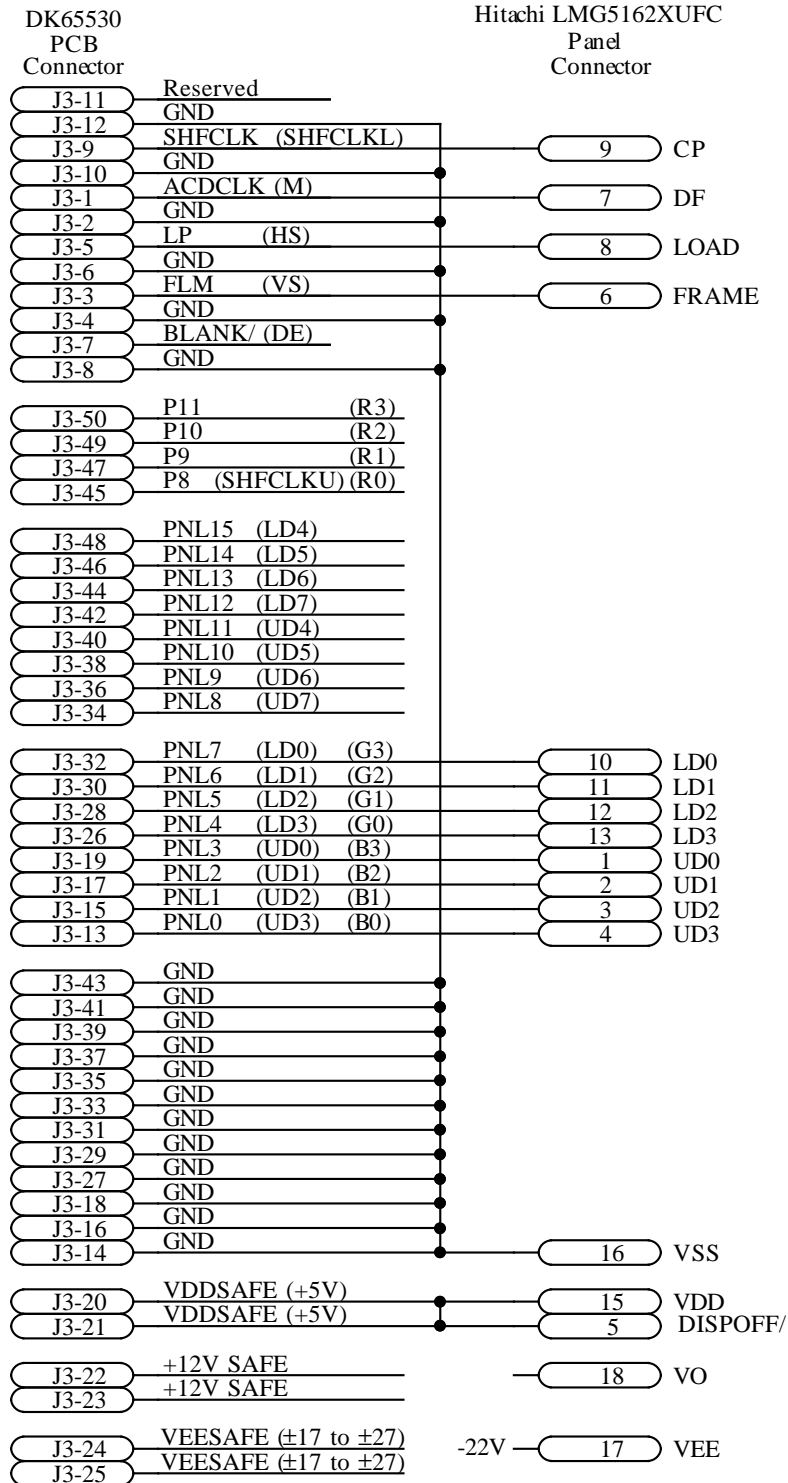 DK65530 Hitachi LMG5162XUFC
PCB Panel
Connector Connector
J3-11 Reserved
J3-12 GND
J3-9 SHFCLK (SHFCLKL) 9 CP
J3-10 GND
J3-1 ACDCLK (M) 7 DF
J3-2 GND
J3-5 LP (HS) 8 LOAD
J3-6 GND
J3-3 FLM (VS) 6 FRAME
J3-4 GND
J3-7 BLANK/ (DE)
J3-8 GND
J3-50 P11 (R3)
J3-49 P10 (R2)
J3-47 P9 (R1)
J3-45 P8 (SHFCLKU) (R0)
J3-48 PNL15 (LD4)
J3-46 PNL14 (LD5)
J3-44 PNL13 (LD6)
J3-42 PNL12 (LD7)
J3-40 PNL11 (UD4)
J3-38 PNL10 (UD5)
J3-36 PNL9 (UD6)
J3-34 PNL8 (UD7)
J3-32 PNL7 (LD0) (G3) 10 LD0
J3-30 PNL6 (LD1) (G2) 11 LD1
J3-28 PNL5 (LD2) (G1) 12 LD2
J3-26 PNL4 (LD3) (G0) 13 LD3
J3-19 PNL3 (UD0) (B3) 1 UD0
J3-17 PNL2 (UD1) (B2) 2 UD1
J3-15 PNL1 (UD2) (B1) 3 UD2
J3-13 PNL0 (UD3) (B0) 4 UD3
J3-43 GND
J3-41 GND
J3-39 GND
J3-37 GND
J3-35 GND
J3-33 GND
J3-31 GND
J3-29 GND
J3-27 GND
J3-18 GND
J3-16 GND
J3-14 GND 16 VSS
J3-20 VDDSAFE (+5V) 15 VDD
J3-21 VDDSAFE (+5V) 5 DISPOFF/
J3-22 +12V SAFE 18 VO
J3-23 +12V SAFE
J3-24 VEESAFE (±17 to ±27) -22V 17 VEE
J3-25 VEESAFE (±17 to ±27)